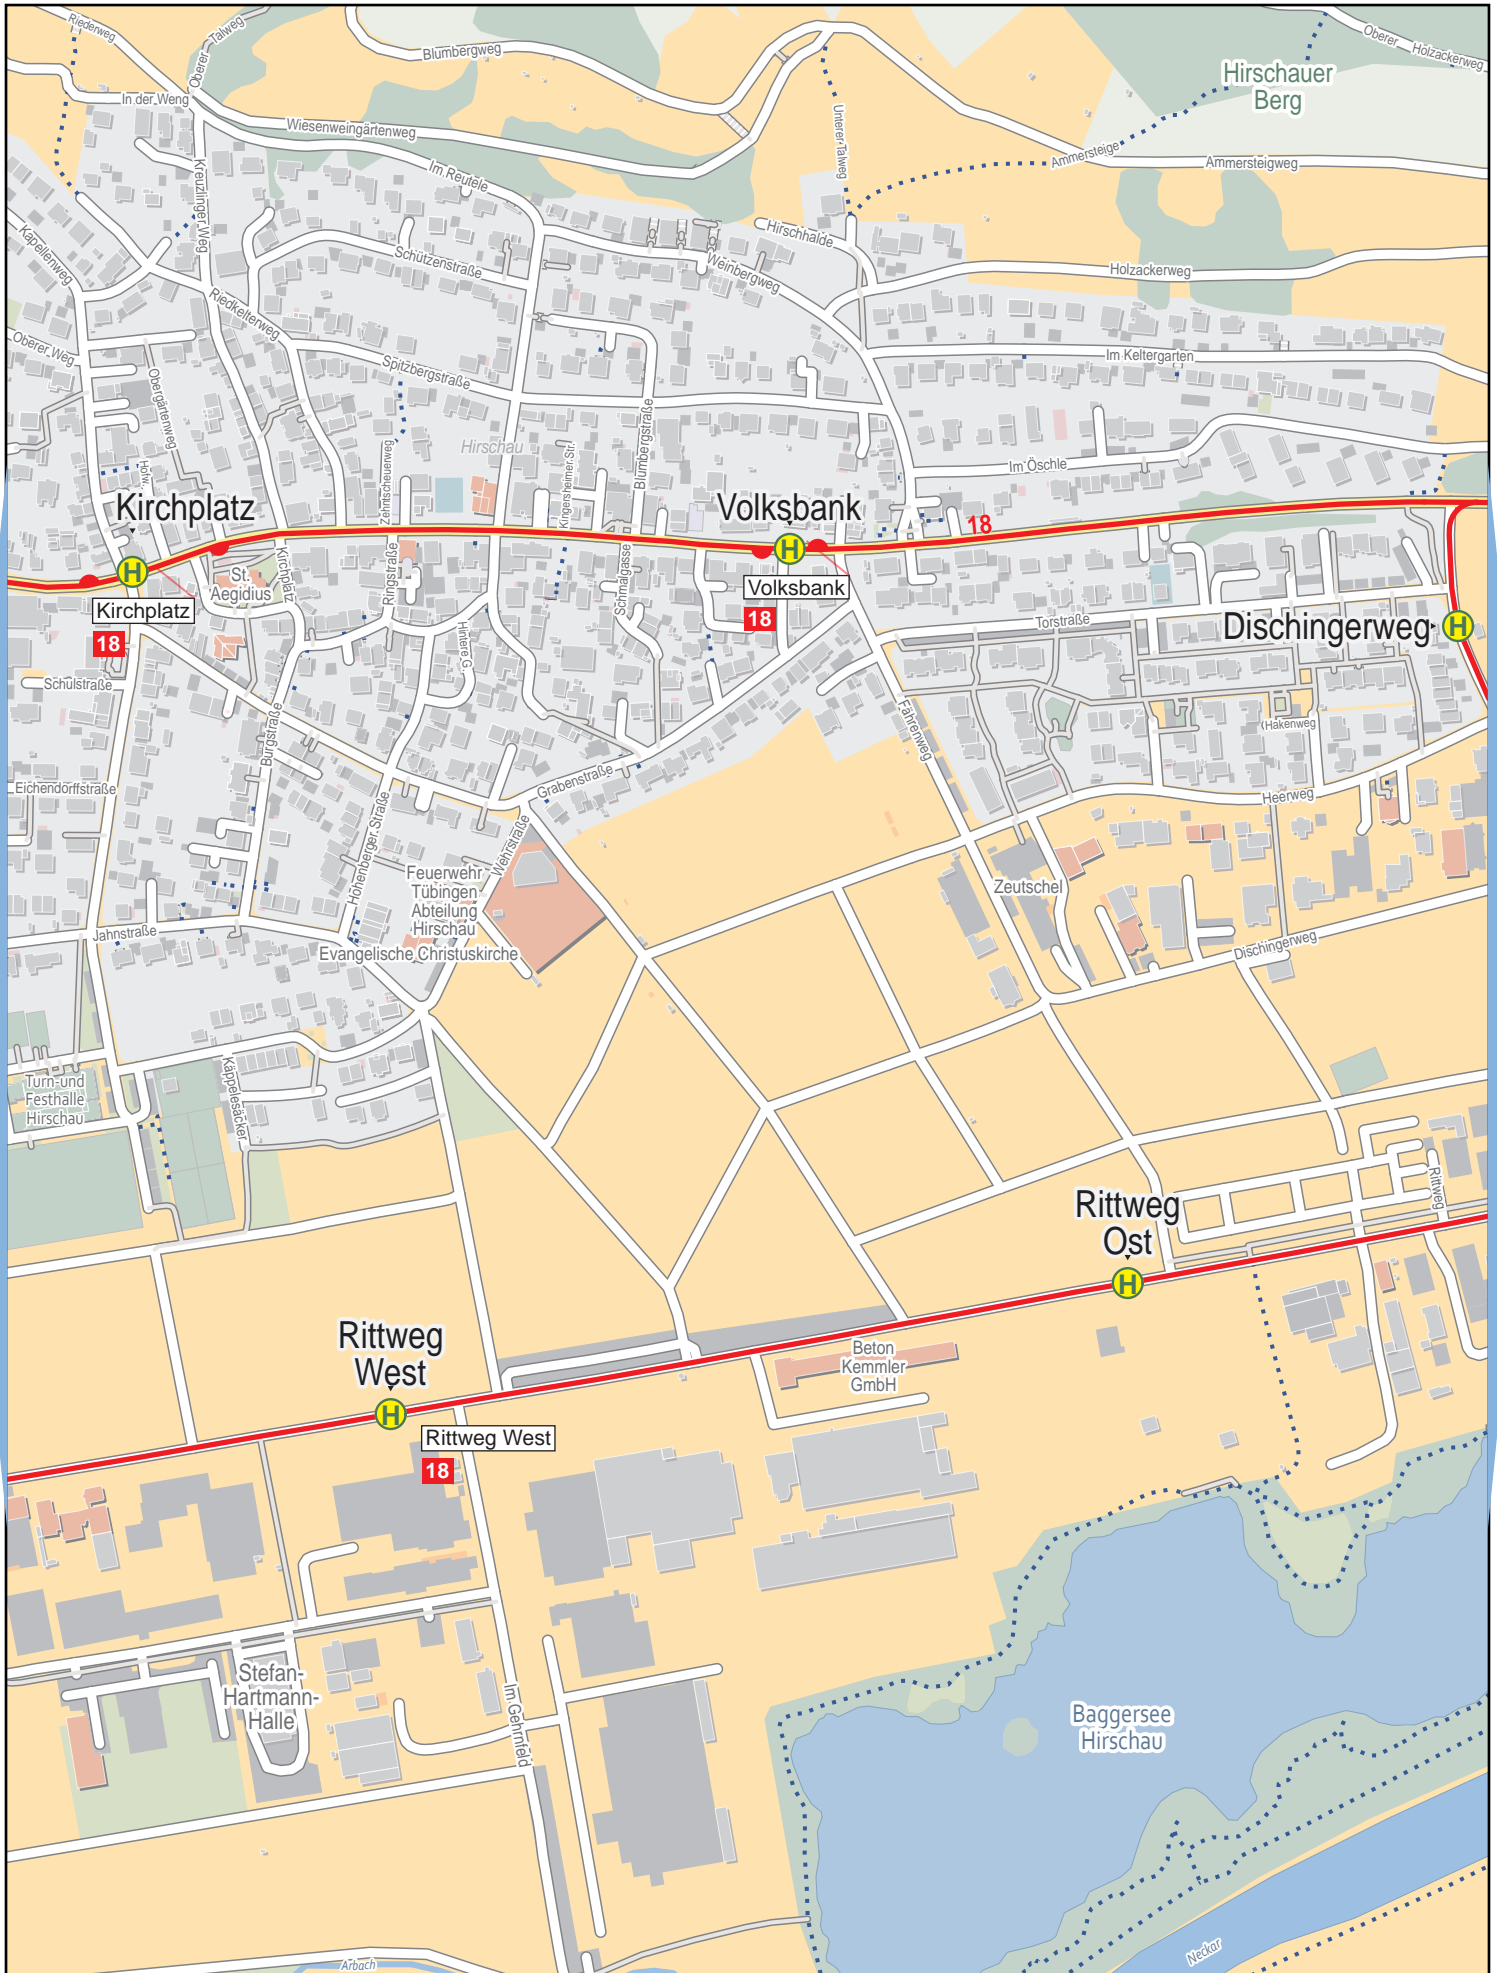 Riederweg
Oberer Talweg
Blumbergweg
Oberer Holzackerweg
Hirschauer
Berg
In der Weng
Wiesenweingärtenweg
Unterer Talweg
Ammersteige
Ammersteigweg
Kreuzlinger Weg
Im Reutele
Kapellenweg
Schützenstraße
Hirschhalde
Weinbergweg
Holzackerweg
Riedkelterweg
Oberer Weg
Spitzbergstraße
Im Keltergarten
Obergärtenweg
Blumbergstraße
Hirschau
Zehntscheuerweg
Kingersheimer Str.
Im Öschle
Hofw.
Kirchplatz
Volksbank
18
H
H
Kirchplatz
St.
Aegidius
Ringstraße
Schmalgasse
Volksbank
18
Kirchplatz
18
Hintere G.
Torstraße
Dischingerweg
H
Schulstraße
Burgstraße
Fährenweg
Hakenweg
Eichendorffstraße
Grabenstraße
Heerweg
Hohenberger Straße
Wehrstraße
Feuerwehr
Tübingen
Abteilung
Hirschau
Zeutschel
Jahnstraße
Evangelische Christuskirche
Dischingerweg
Turn-und
Festhalle
Hirschau
Käppelesäcker
Rittweg
Rittweg
Ost
H
Rittweg
West
H
Beton
Kemmler
GmbH
Rittweg West
18
Stefan-
Hartmann-
Halle
Im Gehrnfeld
Baggersee
Hirschau
Neckar
Arbach